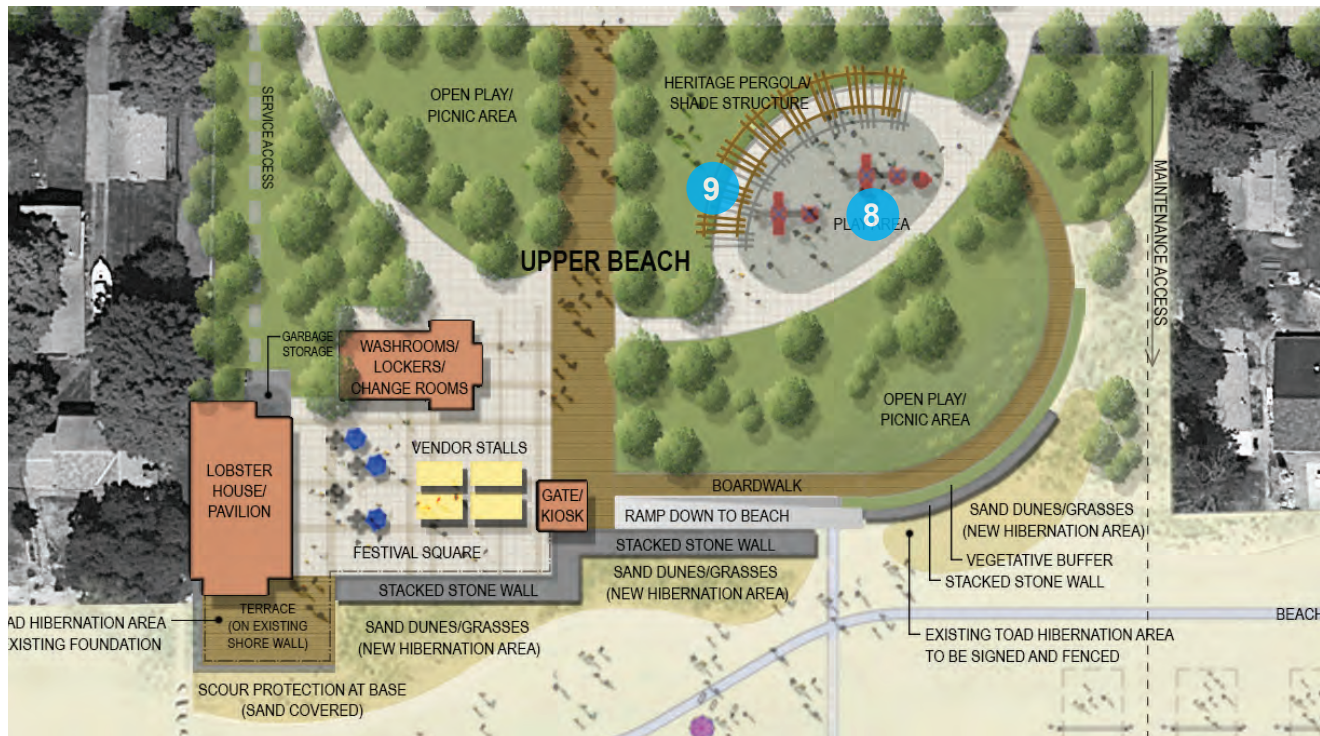 OPEN PLAY/
PICNIC AREA
HERITAGE PERGOLA/
SHADE STRUCTURE
SERVICE ACCESS
MAINTENANCE ACCESS
9
8
PLAY AREA
UPPER BEACH
GARBAGE
STORAGE
WASHROOMS/
LOCKERS/
CHANGE ROOMS
OPEN PLAY/
PICNIC AREA
VENDOR STALLS
LOBSTER
HOUSE/
PAVILION
GATE/
KIOSK
BOARDWALK
RAMP DOWN TO BEACH
SAND DUNES/GRASSES
(NEW HIBERNATION AREA)
FESTIVAL SQUARE
STACKED STONE WALL
VEGETATIVE BUFFER
STACKED STONE WALL
SAND DUNES/GRASSES
(NEW HIBERNATION AREA)
STACKED STONE WALL
TERRACE
(ON EXISTING
SHORE WALL)
AD HIBERNATION AREA
XISTING FOUNDATION
SAND DUNES/GRASSES
(NEW HIBERNATION AREA)
BEACH
EXISTING TOAD HIBERNATION AREA
TO BE SIGNED AND FENCED
SCOUR PROTECTION AT BASE
(SAND COVERED)